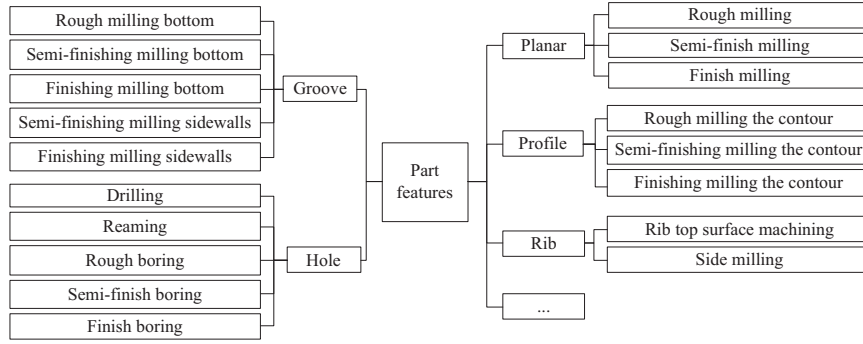 Rough milling bottom
Semi-finishing milling bottom
Finishing milling bottom
Semi-finishing milling sidewalls
Finishing milling sidewalls
Groove
Drilling
Reaming
Rough boring
Semi-finish boring
Finish boring
Hole
Part
features
Planar
Rough milling
Semi-finish milling
Finish milling
Profile
Rough milling the contour
Semi-finishing milling the contour
Finishing milling the contour
Rib
Rib top surface machining
Side milling
...